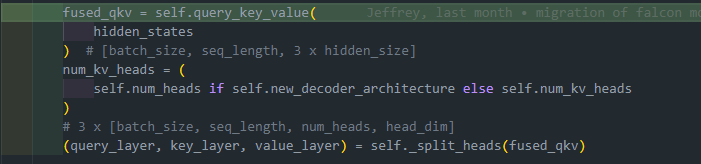 fused_qkv = self.query_key_value( Jeffrey, last month • migration of falcon mo
hidden_states
) # [batch_size, seq_length, 3 x hidden_size]
num_kv_heads = (
self.num_heads if self.new_decoder_architecture else self.num_kv_heads
)
# 3 x [batch_size, seq_length, num_heads, head_dim]
(query_layer, key_layer, value_layer) = self._split_heads(fused_qkv)